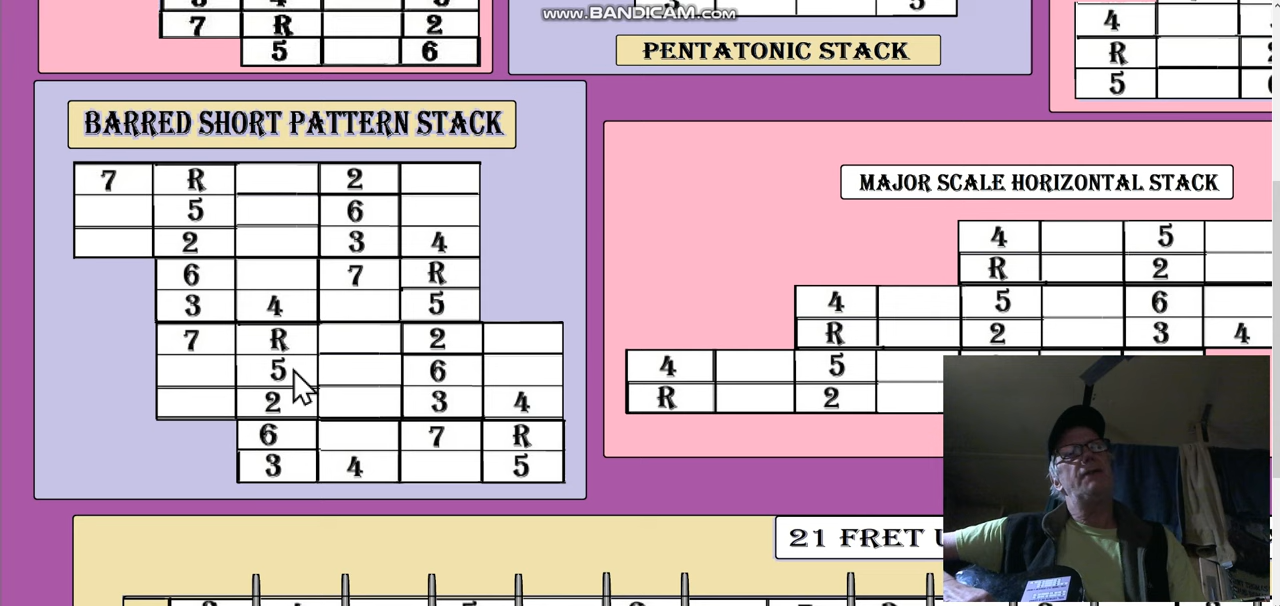 www.BANDICAM.com
7 R 2
5 6
PENTATONIC STACK
4
R
5
BARRED SHORT PATTERN STACK
7 R 2
5 6
2 3 4
6 7 R
3 4 5
7 R 2
5 6
2 3 4
6 7 R
3 4 5
MAJOR SCALE HORIZONTAL STACK
4 5
R 2
4 5 6
R 2 3 4
4 5
R 2
21 FRET